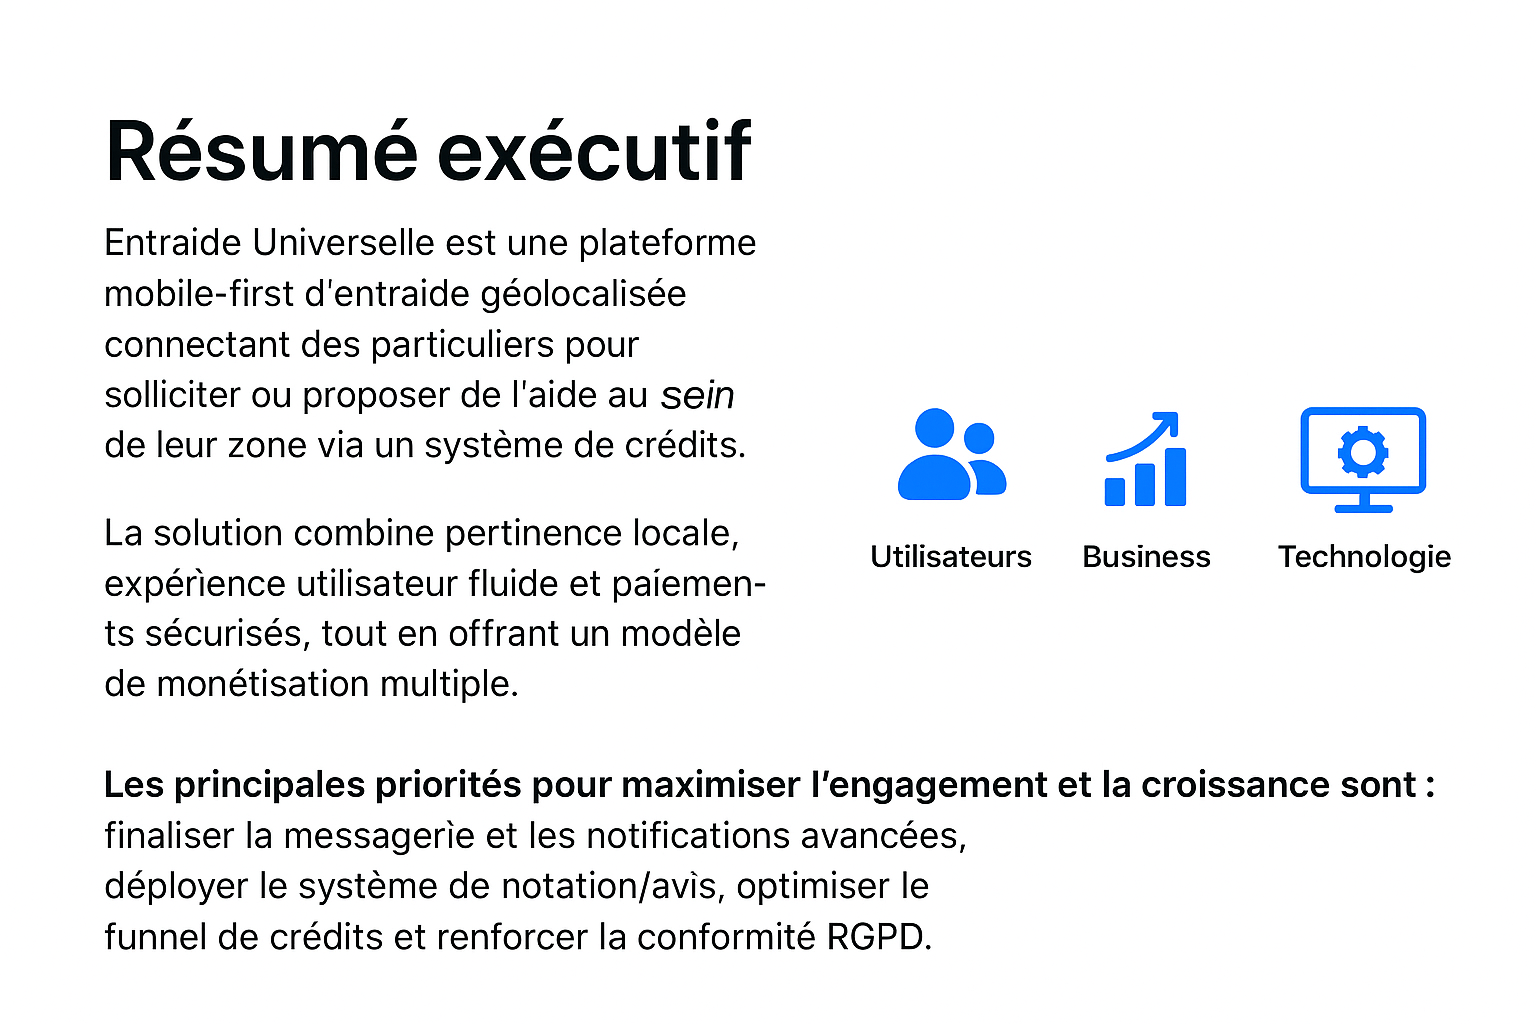 Résumé exécutif
Entraide Universelle est une plateforme
mobile-first d'entraide géolocalisée
connectant des particuliers pour
solliciter ou proposer de l'aide au sein
de leur zone via un système de crédits.
La solution combine pertinence locale,
expérìence utilisateur fluide et paíemen-
ts sécurisés, tout en offrant un modèle
de monétisation multiple.
Utilisateurs
Business
Technologie
Les principales priorités pour maximiser l’engagement et la croissance sont :
finaliser la messagerìe et les notifications avancées,
déployer le système de notation/avìs, optimiser le
funnel de crédits et renforcer la conformité RGPD.